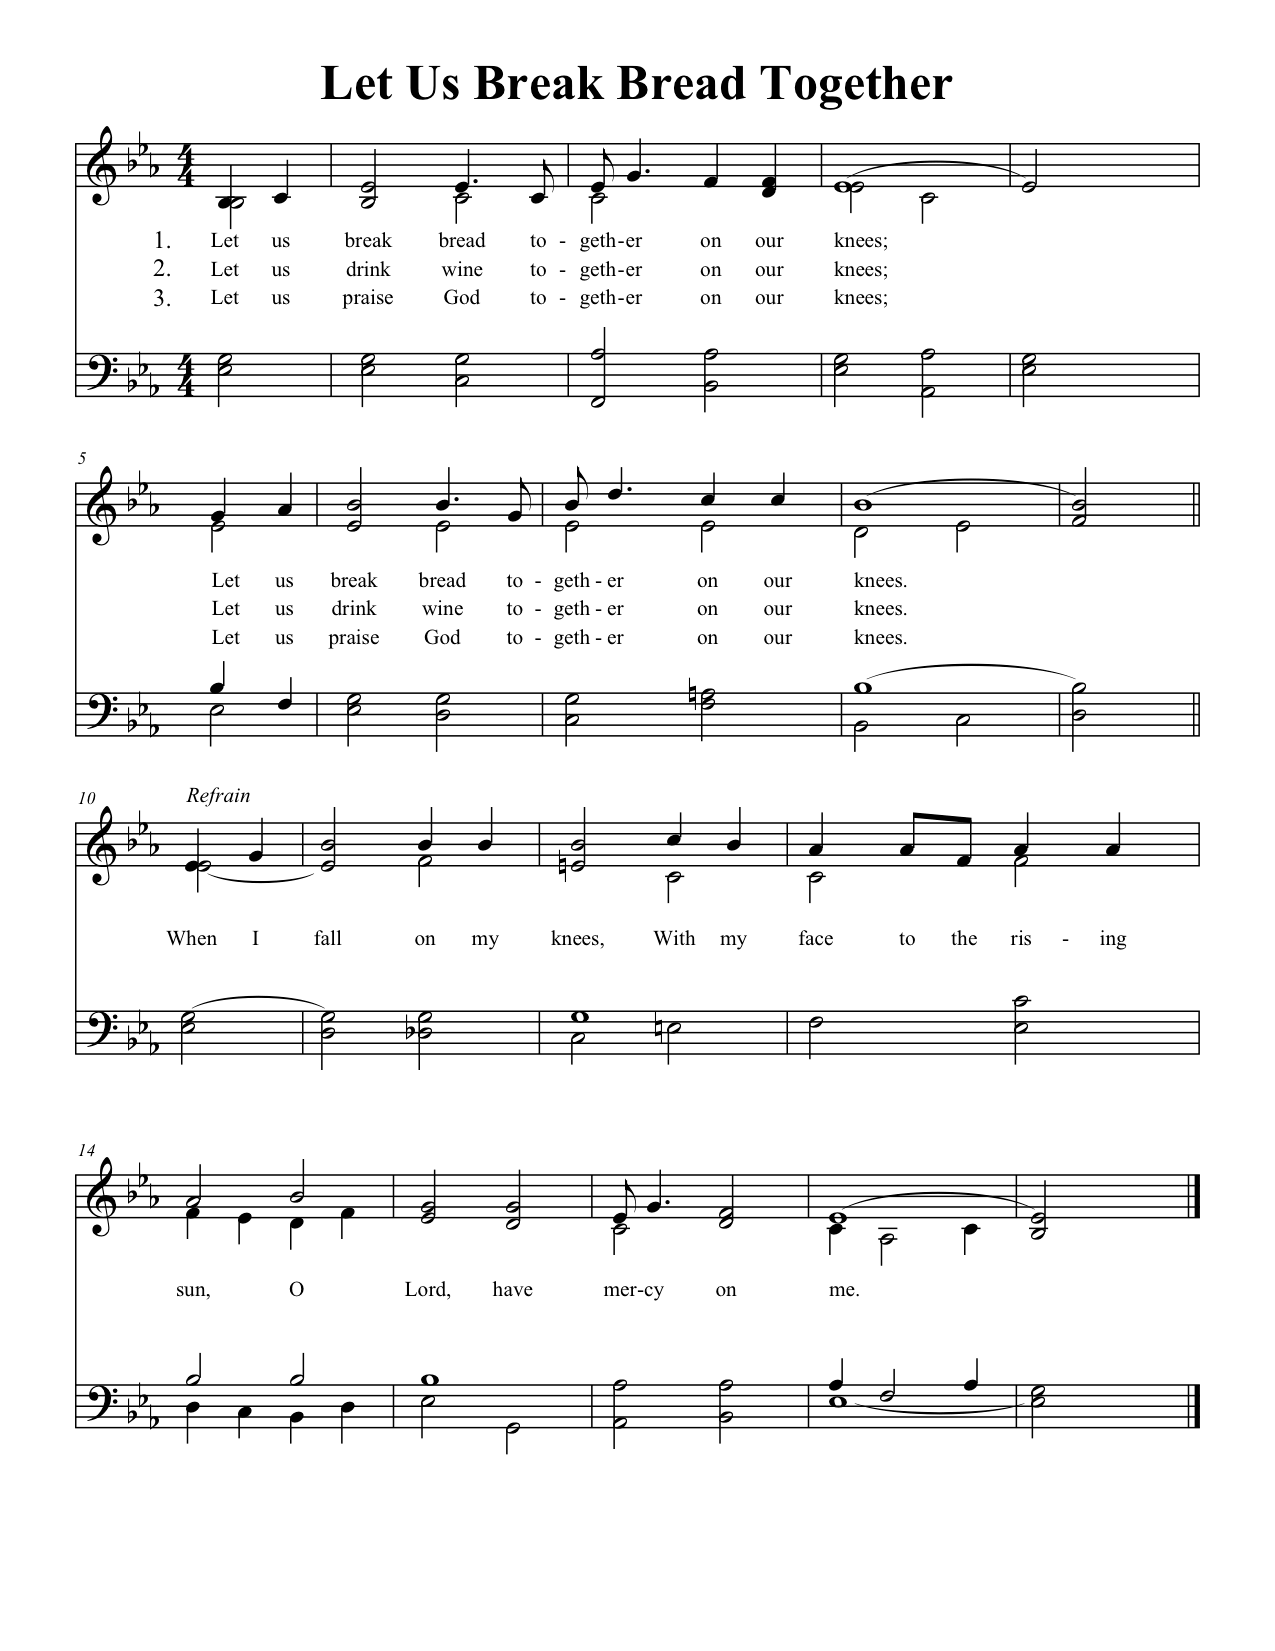 Let Us Break Bread Together
4 4
1. Let us break bread to - geth-er on our knees;
2. Let us drink wine to - geth-er on our knees;
3. Let us praise God to - geth-er on our knees;
4 4
5
Let us break bread to - geth - er on our knees.
Let us drink wine to - geth - er on our knees.
Let us praise God to - geth - er on our knees.
10 Refrain
When I fall on my knees, With my face to the ris - ing
14
sun, O Lord, have mer-cy on me.